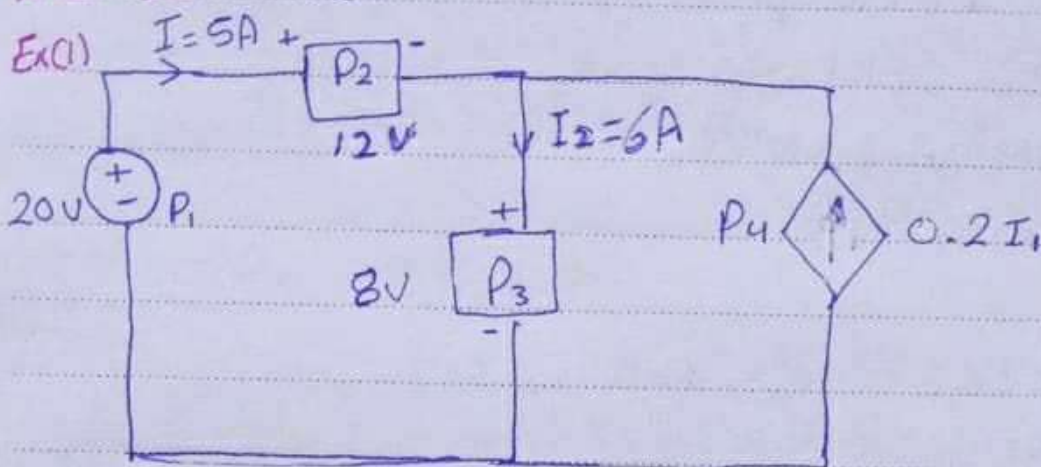 Ex(1)
I=5A
+
P2
-
12V
I2=6A
+
-
20V
P1
+
P3
-
8V
P4
0.2 I1